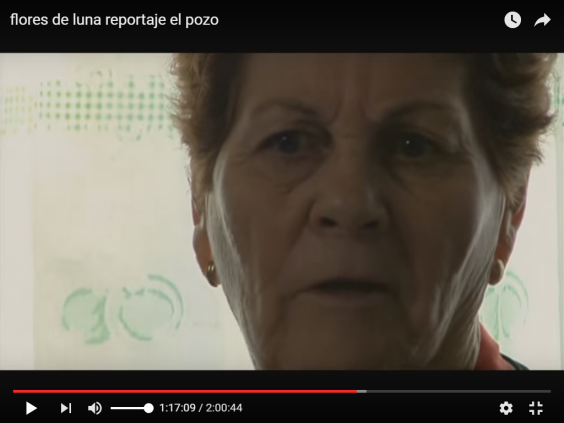 flores de luna reportaje el pozo
1:17:09 / 2:00:44